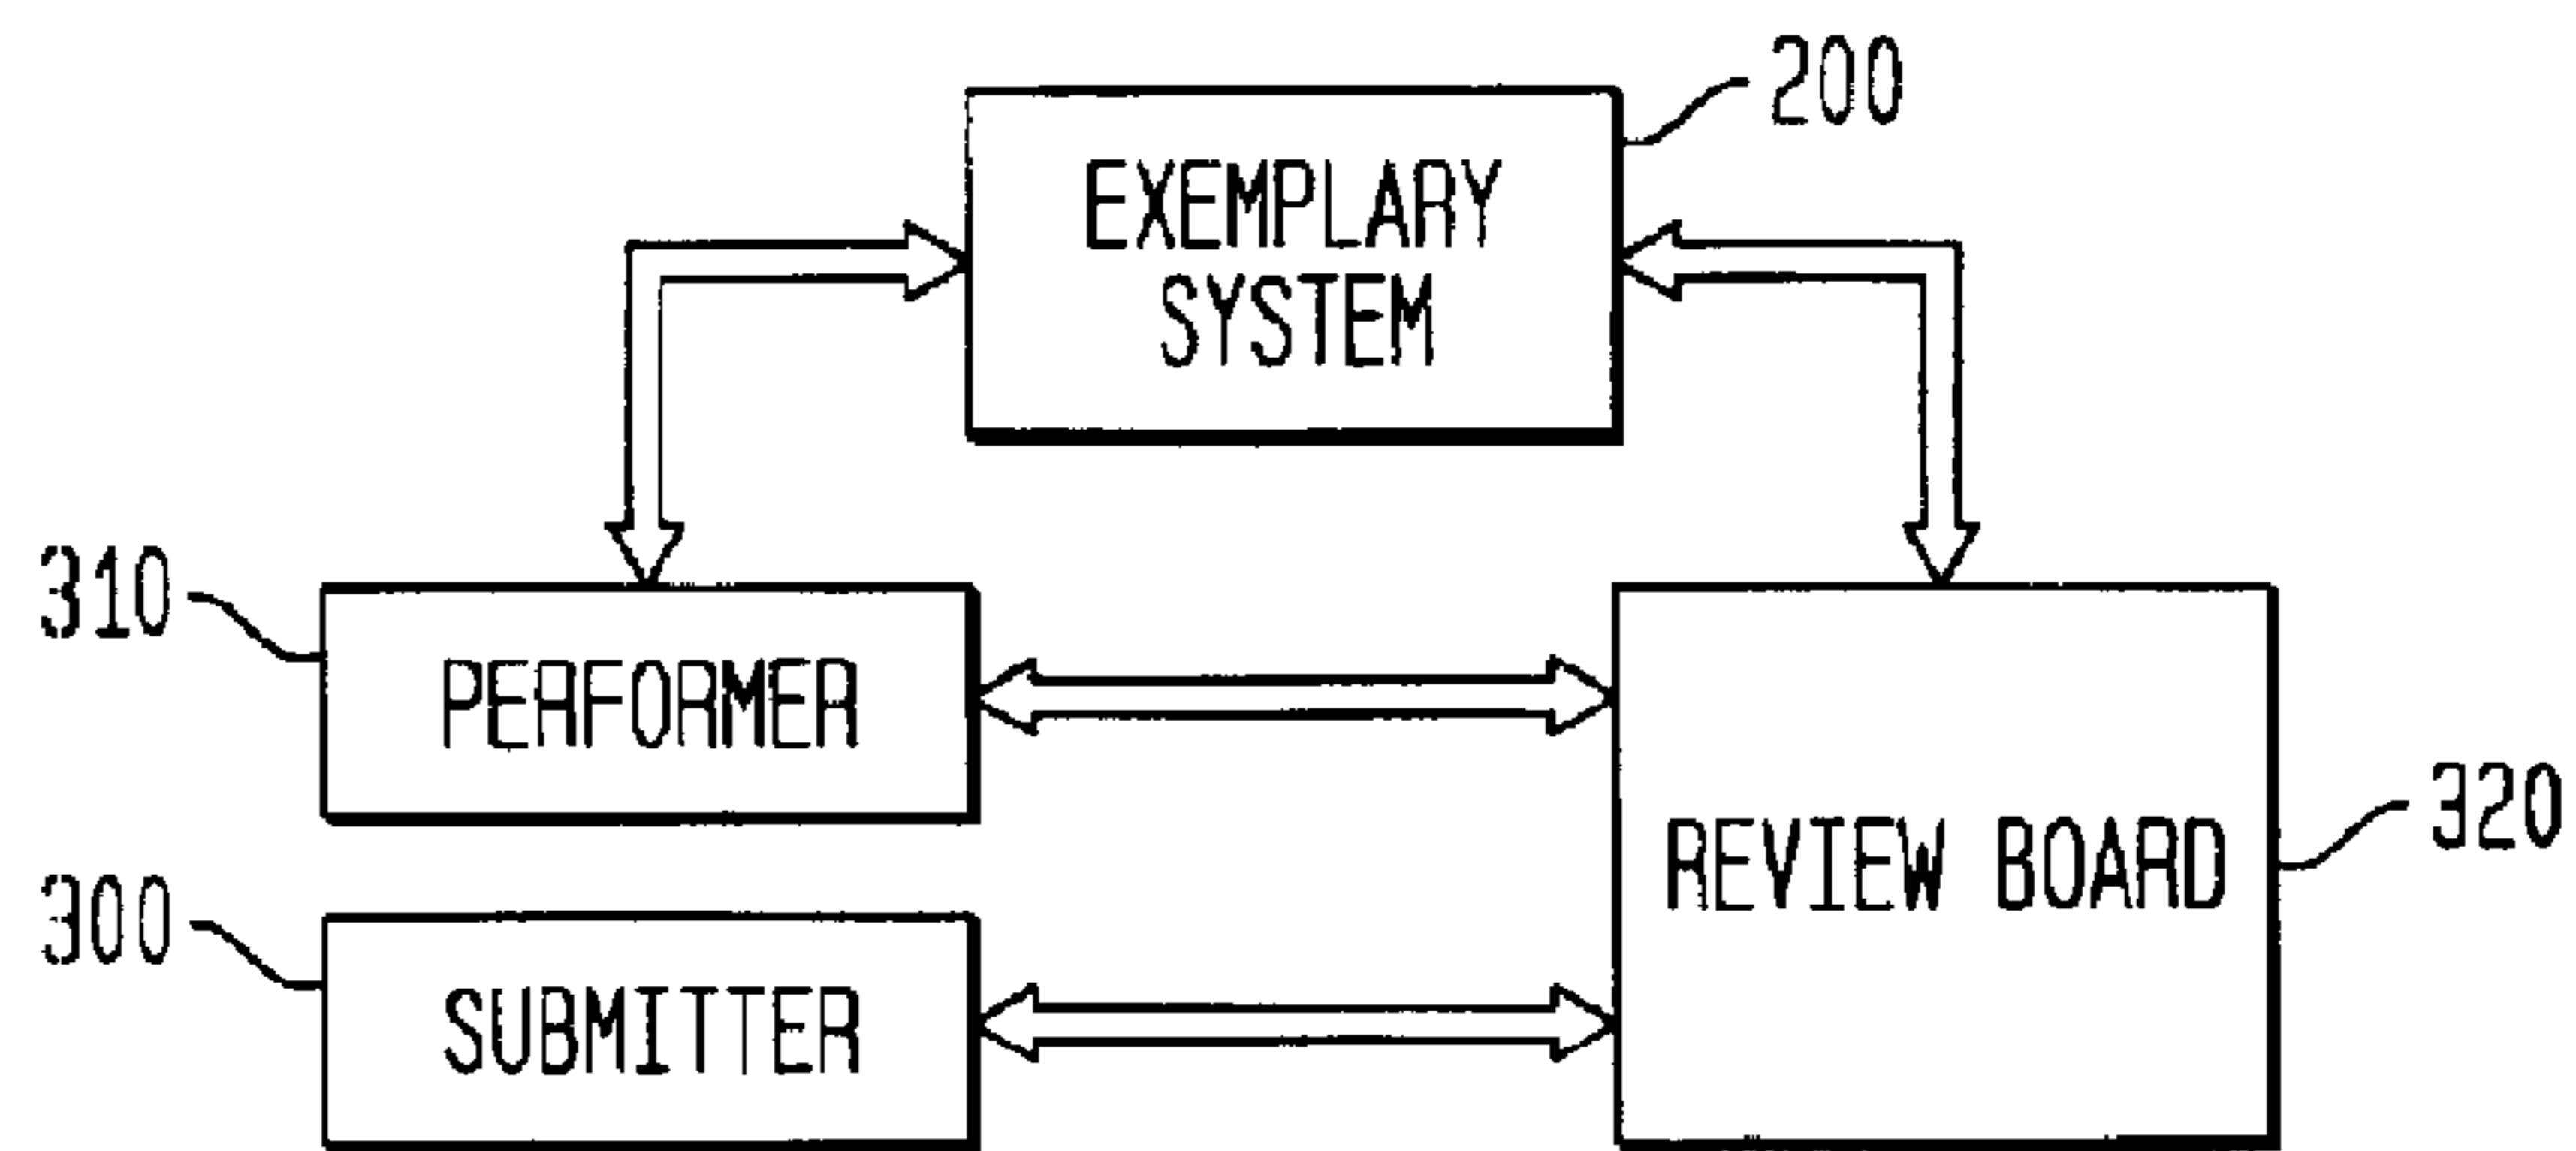 200
EXEMPLARY
SYSTEM
310
PERFORMER
320
REVIEW BOARD
300
SUBMITTER